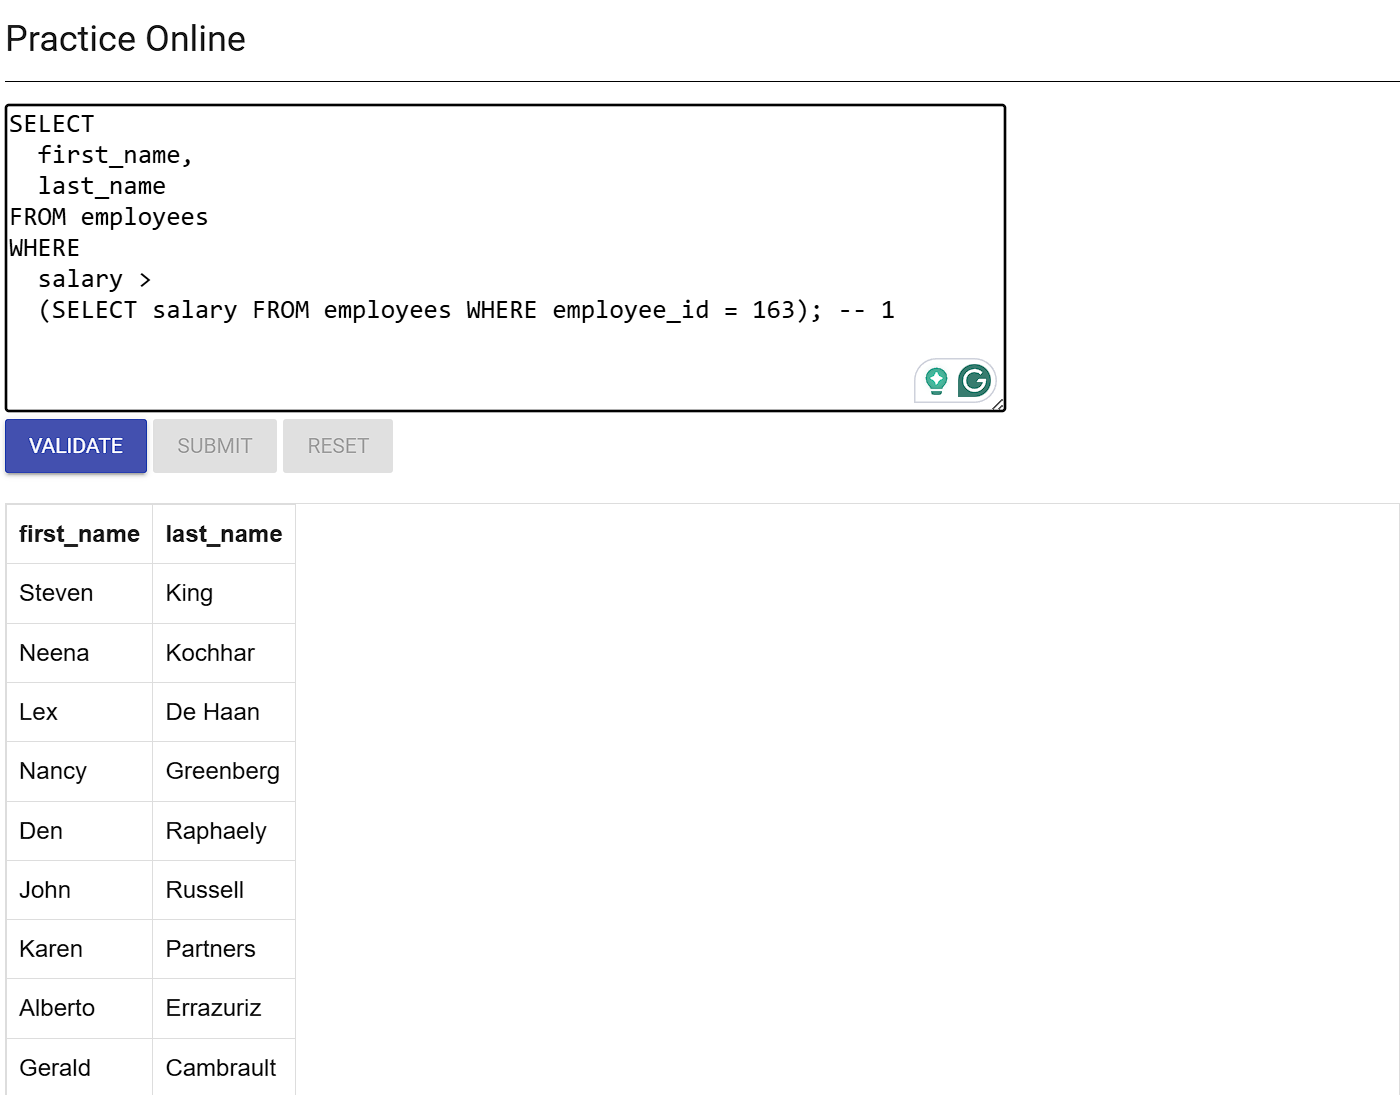 Practice Online
SELECT
  first_name,
  last_name
FROM employees
WHERE
  salary >
  (SELECT salary FROM employees WHERE employee_id = 163); -- 1
VALIDATE SUBMIT RESET
first_name last_name
Steven King
Neena Kochhar
Lex De Haan
Nancy Greenberg
Den Raphaely
John Russell
Karen Partners
Alberto Errazuriz
Gerald Cambrault